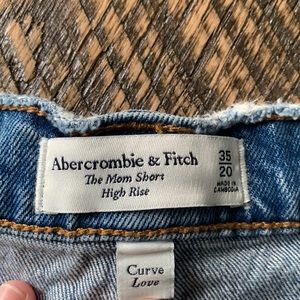 Abercrombie & Fitch
The Mom Short
High Rise
35
20
MADE IN
CAMBODIA
Curve
Love